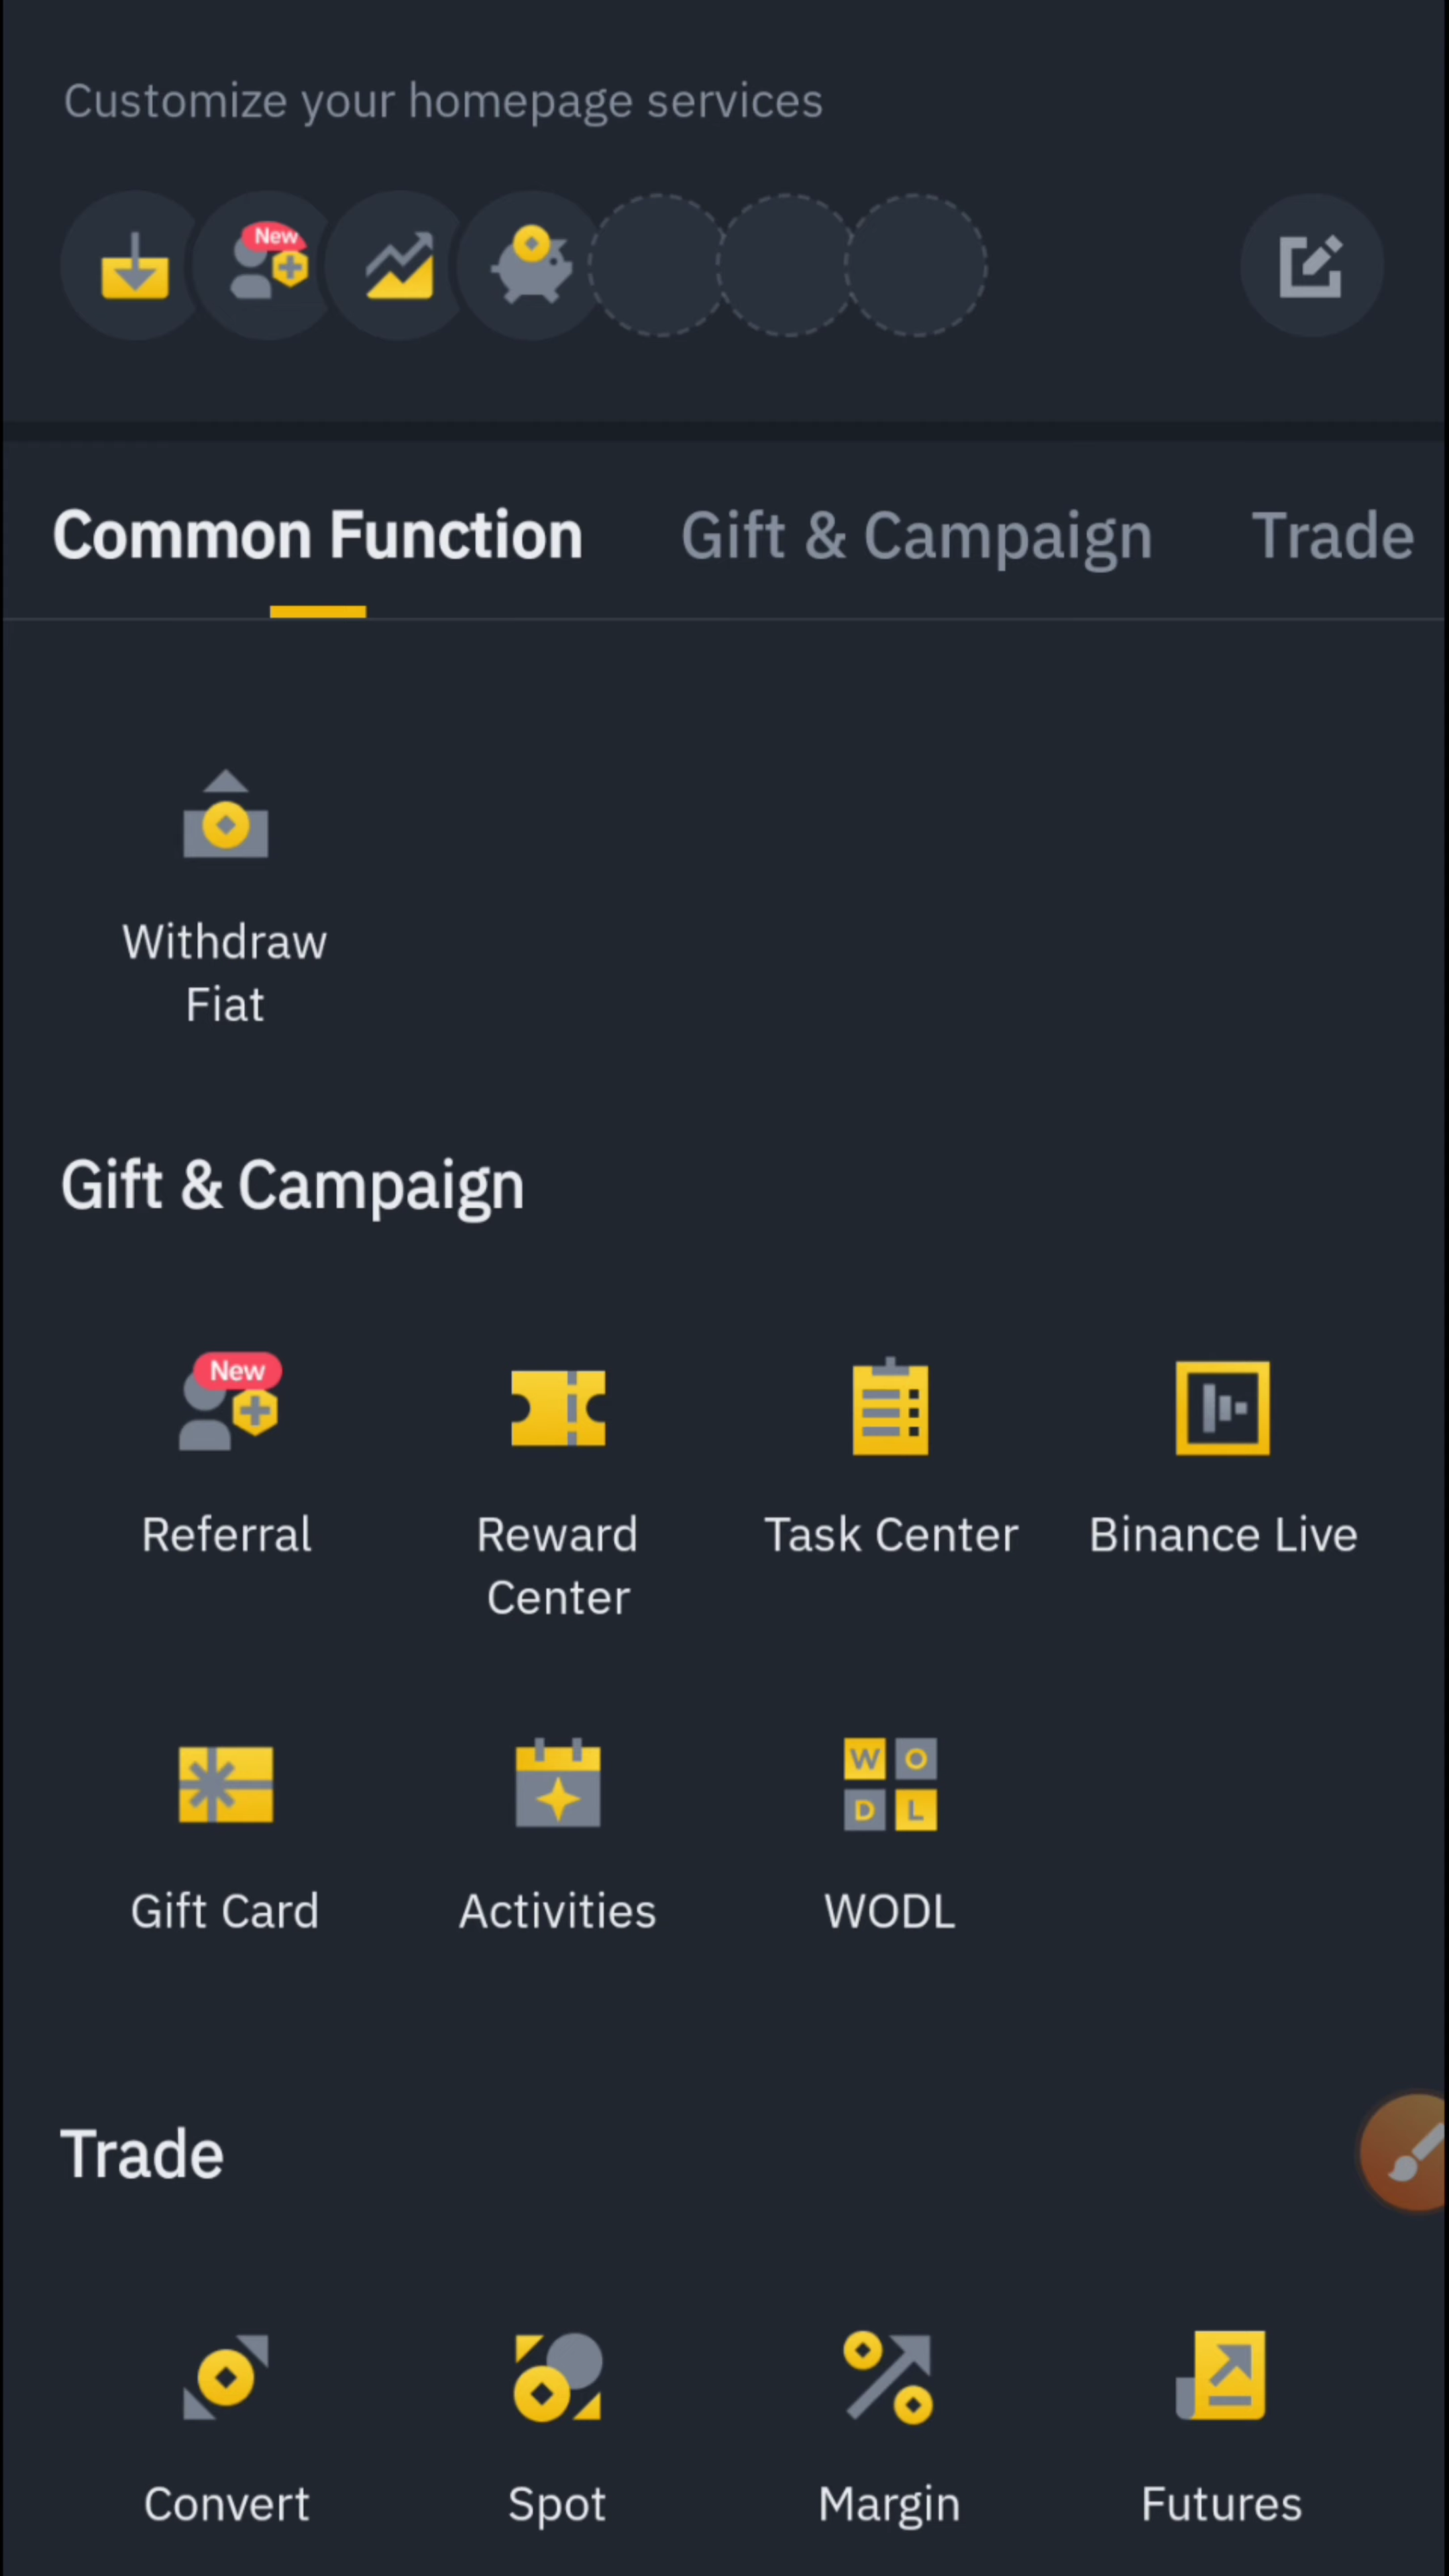 Customize your homepage services
New
Common Function
Gift & Campaign
Trade
Withdraw
Fiat
Gift & Campaign
New
Referral
Reward
Center
Task Center
Binance Live
W O
D L
Gift Card
Activities
WODL
Trade
Convert
Spot
Margin
Futures